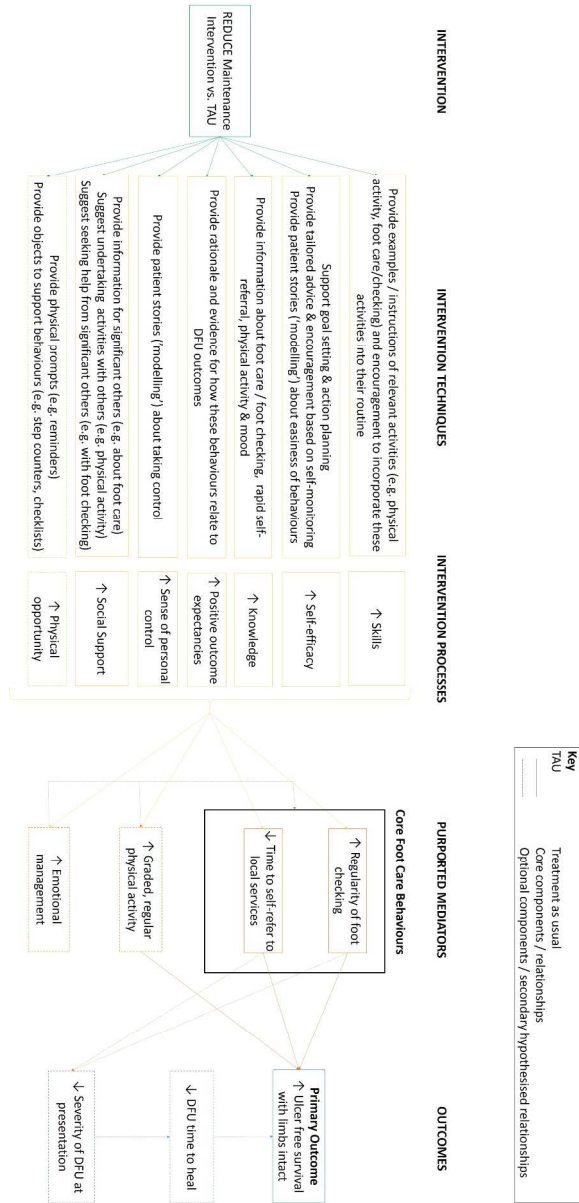 Key
TAU Treatment as usual
Core components / relationships
Optional components / secondary hypothesised relationships
INTERVENTION
INTERVENTION TECHNIQUES
INTERVENTION PROCESSES
PURPORTED MEDIATORS
OUTCOMES
REDUCE Maintenance
Intervention vs. TAU
Provide examples / instructions of relevant activities (e.g. physical
activity, foot care/checking) and encouragement to incorporate these
activities into their routine
Support goal setting & action planning
Provide tailored advice & encouragement based on self-monitoring
Provide patient stories ('modelling') about easiness of behaviours
Provide information about foot care / foot checking, rapid self-
referral, physical activity & mood
Provide rationale and evidence for how these behaviours relate to
DFU outcomes
Provide patient stories ('modelling') about taking control
Provide information for significant others (e.g. about foot care)
Suggest undertaking activities with others (e.g. physical activity)
Suggest seeking help from significant others (e.g. with foot checking)
Provide physical prompts (e.g. reminders)
Provide objects to support behaviours (e.g. step counters, checklists)
↑ Skills
↑ Self-efficacy
↑ Knowledge
↑ Positive outcome
expectancies
↑ Sense of personal
control
↑ Social Support
↑ Physical
opportunity
Core Foot Care Behaviours
↑ Regularity of foot
checking
↓ Time to self-refer to
local services
↑ Graded, regular
physical activity
↑ Emotional
management
Primary Outcome
↑ Ulcer free survival
with limbs intact
↓ DFU time to heal
↓ Severity of DFU at
presentation